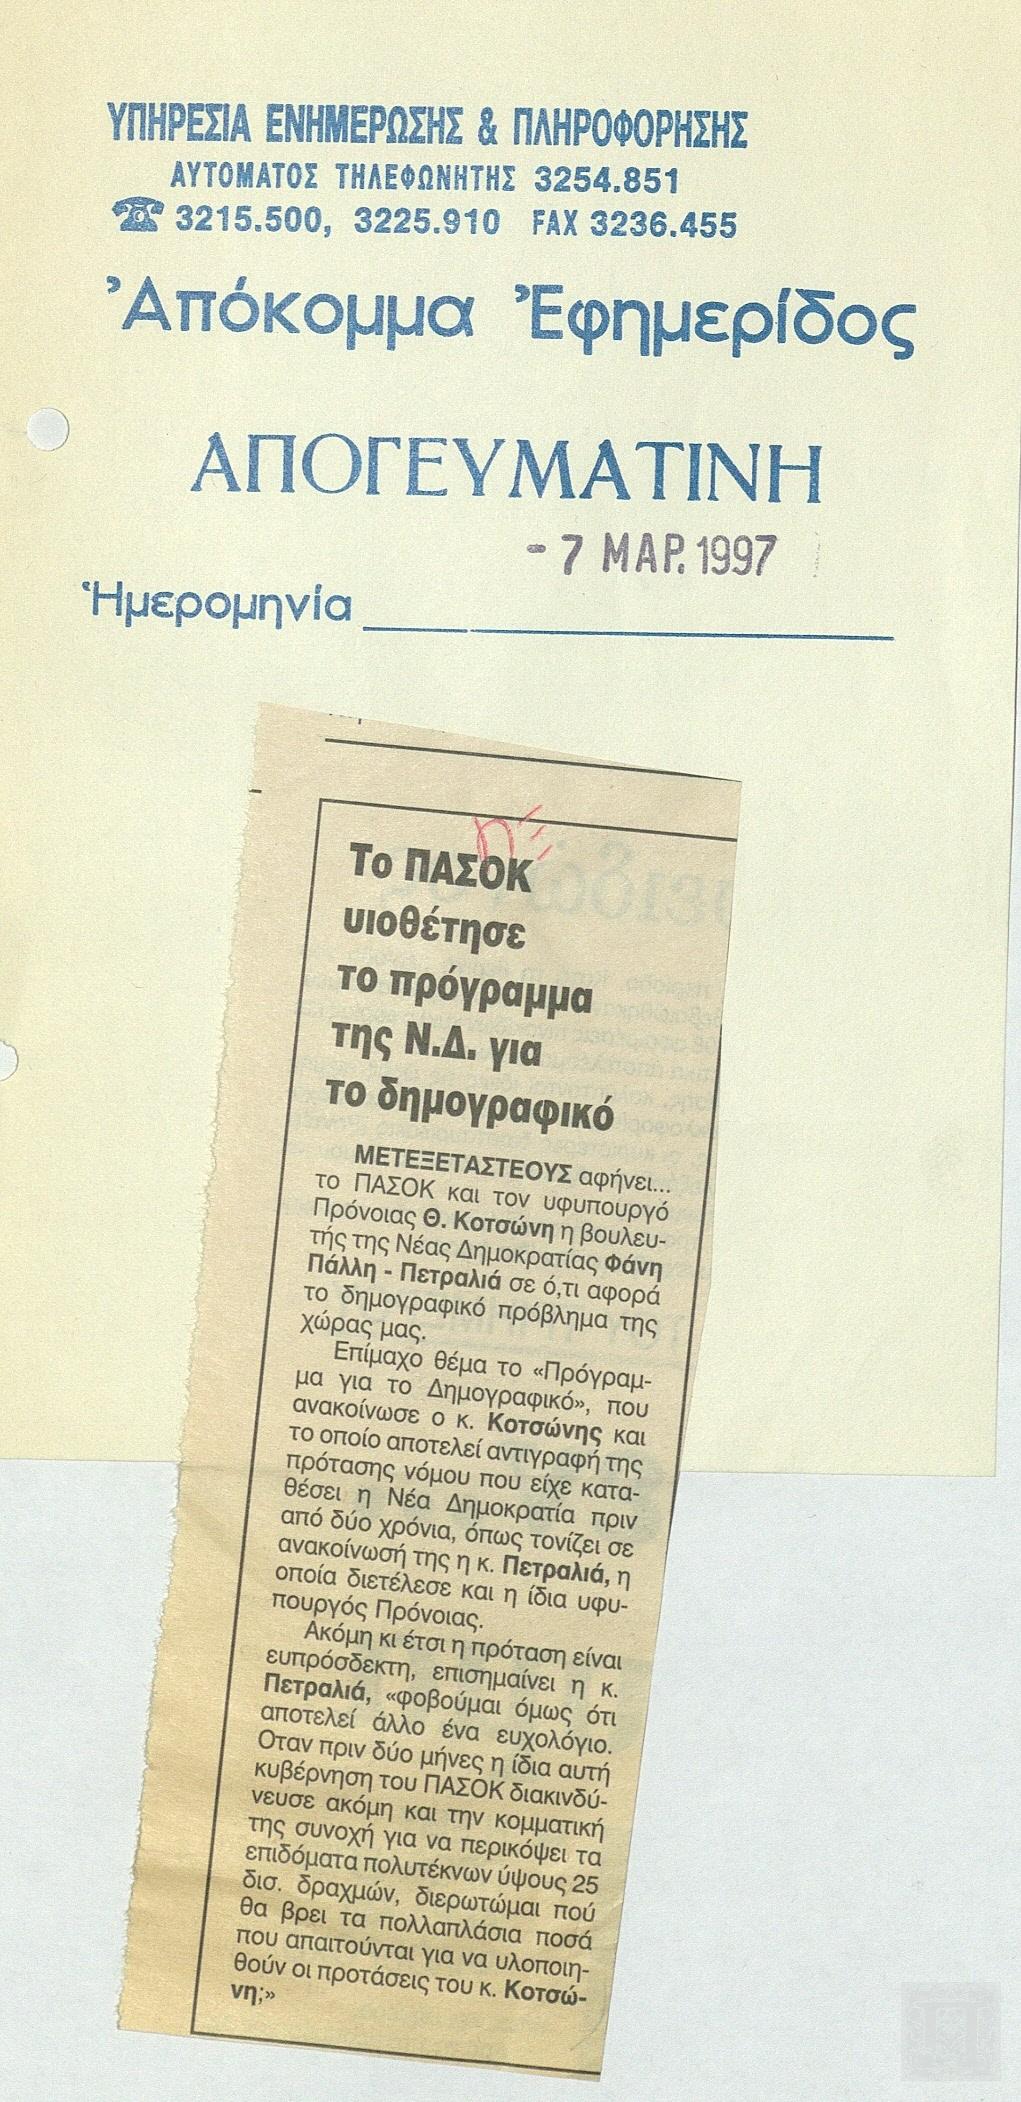 ΥΠΗΡΕΣΙΑ ΕΝΗΜΕΡΩΣΗΣ & ΠΛΗΡΟΦΟΡΗΣΗΣ
ΑΥΤΟΜΑΤΟΣ ΤΗΛΕΦΩΝΗΤΗΣ 3254.851
☎ 3215.500, 3225.910 FAX 3236.455
Ἀπόκομμα Ἐφημερίδος
ΑΠΟΓΕΥΜΑΤΙΝΗ
- 7 ΜΑΡ. 1997
Ἡμερομηνία
Το ΠΑΣΟΚ
υιοθέτησε
το πρόγραμμα
της Ν.Δ. για
το δημογραφικό
ΜΕΤΕΞΕΤΑΣΤΕΟΥΣ αφήνει...
το ΠΑΣΟΚ και τον υφυπουργό
Πρόνοιας Θ. Κοτσώνη η βουλευ-
τής της Νέας Δημοκρατίας Φάνη
Πάλλη - Πετραλιά σε ό,τι αφορά
το δημογραφικό πρόβλημα της
χώρας μας.
Επίμαχο θέμα το «Πρόγραμ-
μα για το Δημογραφικό», που
ανακοίνωσε ο κ. Κοτσώνης και
το οποίο αποτελεί αντιγραφή της
πρότασης νόμου που είχε κατα-
θέσει η Νέα Δημοκρατία πριν
από δύο χρόνια, όπως τονίζει σε
ανακοίνωσή της η κ. Πετραλιά, η
οποία διετέλεσε και η ίδια υφυ-
πουργός Πρόνοιας.
Ακόμη κι έτσι η πρόταση είναι
ευπρόσδεκτη, επισημαίνει η κ.
Πετραλιά, «φοβούμαι όμως ότι
αποτελεί άλλο ένα ευχολόγιο.
Οταν πριν δύο μήνες η ίδια αυτή
κυβέρνηση του ΠΑΣΟΚ διακινδύ-
νευσε ακόμη και την κομματική
της συνοχή για να περικόψει τα
επιδόματα πολυτέκνων ύψους 25
δισ. δραχμών, διερωτώμαι πού
θα βρει τα πολλαπλάσια ποσά
που απαιτούνται για να υλοποιη-
θούν οι προτάσεις του κ. Κοτσώ-
νη;»